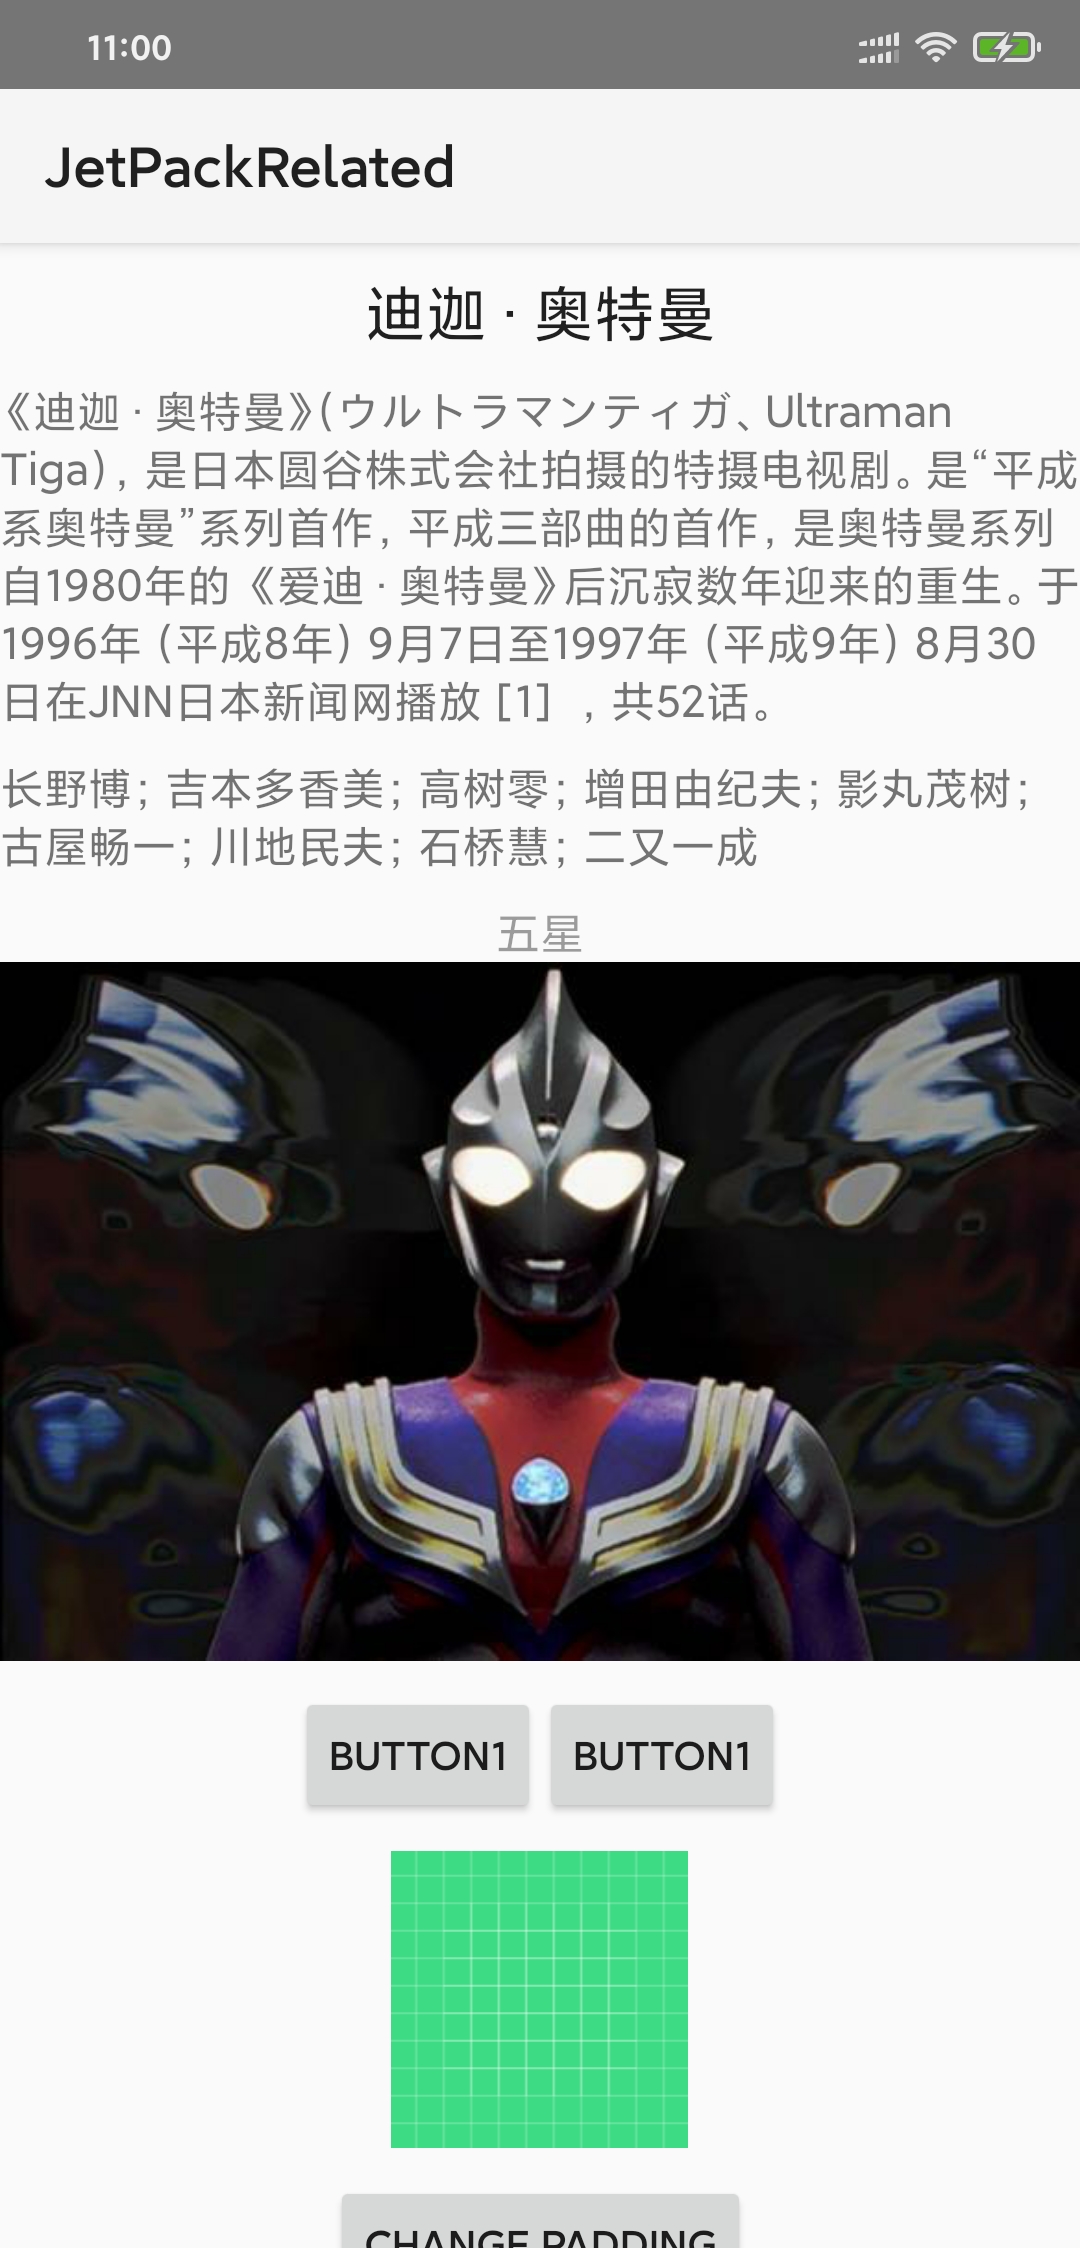 11:00
JetPackRelated
迪迦 · 奥特曼
《迪迦 · 奥特曼》(ウルトラマンティガ、Ultraman
Tiga)，是日本圆谷株式会社拍摄的特摄电视剧。是“平成
系奥特曼”系列首作，平成三部曲的首作，是奥特曼系列
自1980年的《爱迪 · 奥特曼》后沉寂数年迎来的重生。于
1996年（平成8年）9月7日至1997年（平成9年）8月30
日在JNN日本新闻网播放 [1] ，共52话。
长野博；吉本多香美；高树零；增田由纪夫；影丸茂树；
古屋畅一；川地民夫；石桥慧；二又一成
五星
BUTTON1 BUTTON1
CHANGE PADDING